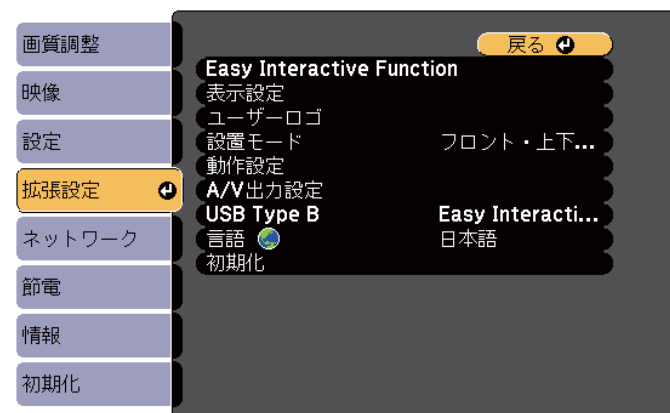 画質調整
映像
設定
拡張設定
ネットワーク
節電
情報
初期化
戻る
Easy Interactive Function
表示設定
ユーザーロゴ
設置モード フロント・上下...
動作設定
A/V出力設定
USB Type B Easy Interacti...
言語 日本語
初期化